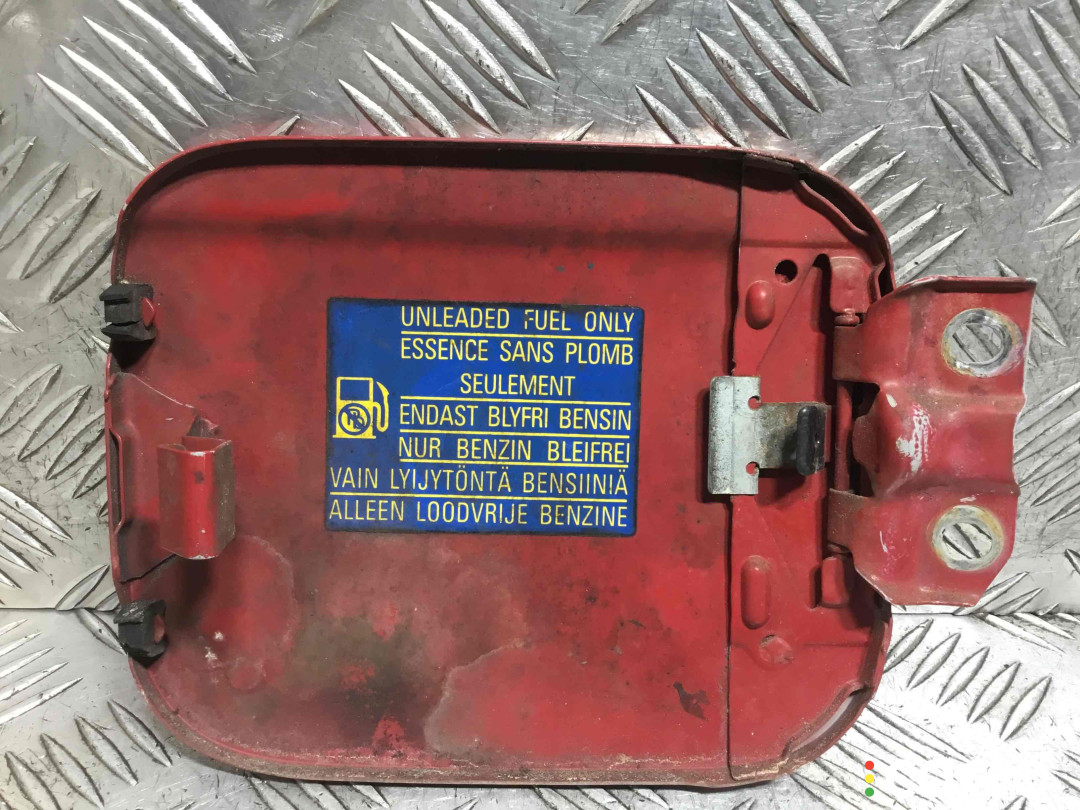 UNLEADED FUEL ONLY
ESSENCE SANS PLOMB
SEULEMENT
ENDAST BLYFRI BENSIN
NUR BENZIN BLEIFREI
VAIN LYIJYTÖNTÄ BENSIINIÄ
ALLEEN LOODVRIJE BENZINE